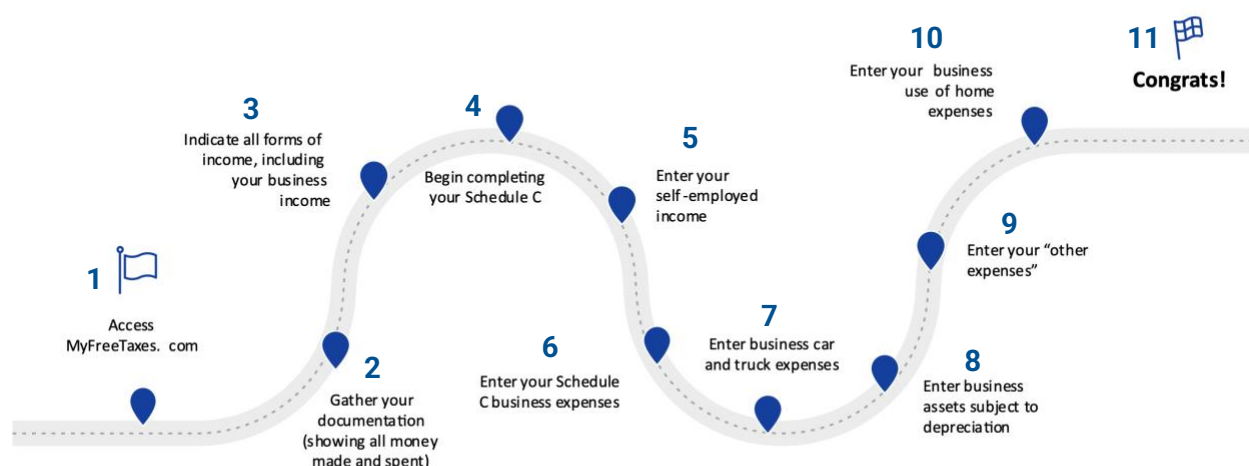 1
Access
MyFreeTaxes. com
2
Gather your
documentation
(showing all money
made and spent)
3
Indicate all forms of
income, including
your business
income
4
Begin completing
your Schedule C
5
Enter your
self-employed
income
6
Enter your Schedule
C business expenses
7
Enter business car
and truck expenses
8
Enter business
assets subject to
depreciation
9
Enter your “other
expenses”
10
Enter your business
use of home
expenses
11
Congrats!